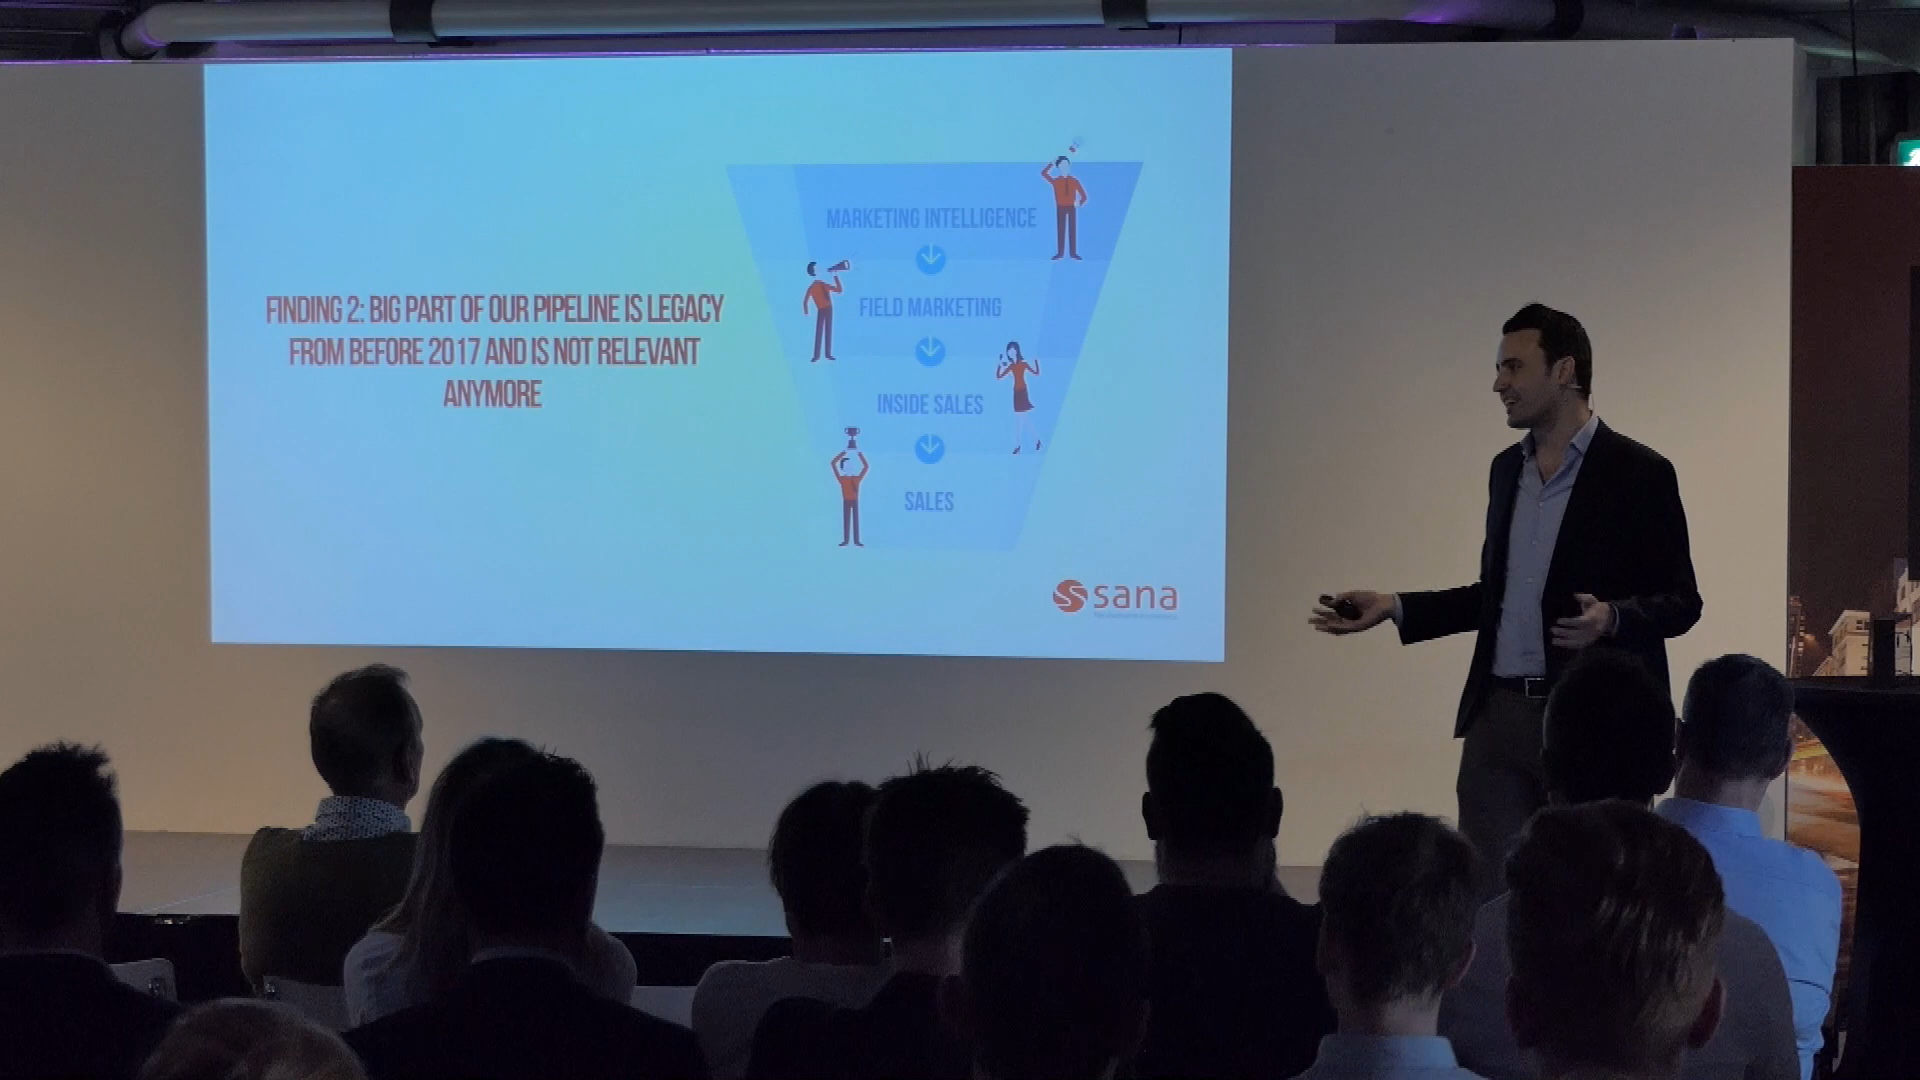 FINDING 2: BIG PART OF OUR PIPELINE IS LEGACY
FROM BEFORE 2017 AND IS NOT RELEVANT
ANYMORE
MARKETING INTELLIGENCE
FIELD MARKETING
INSIDE SALES
SALES
sana